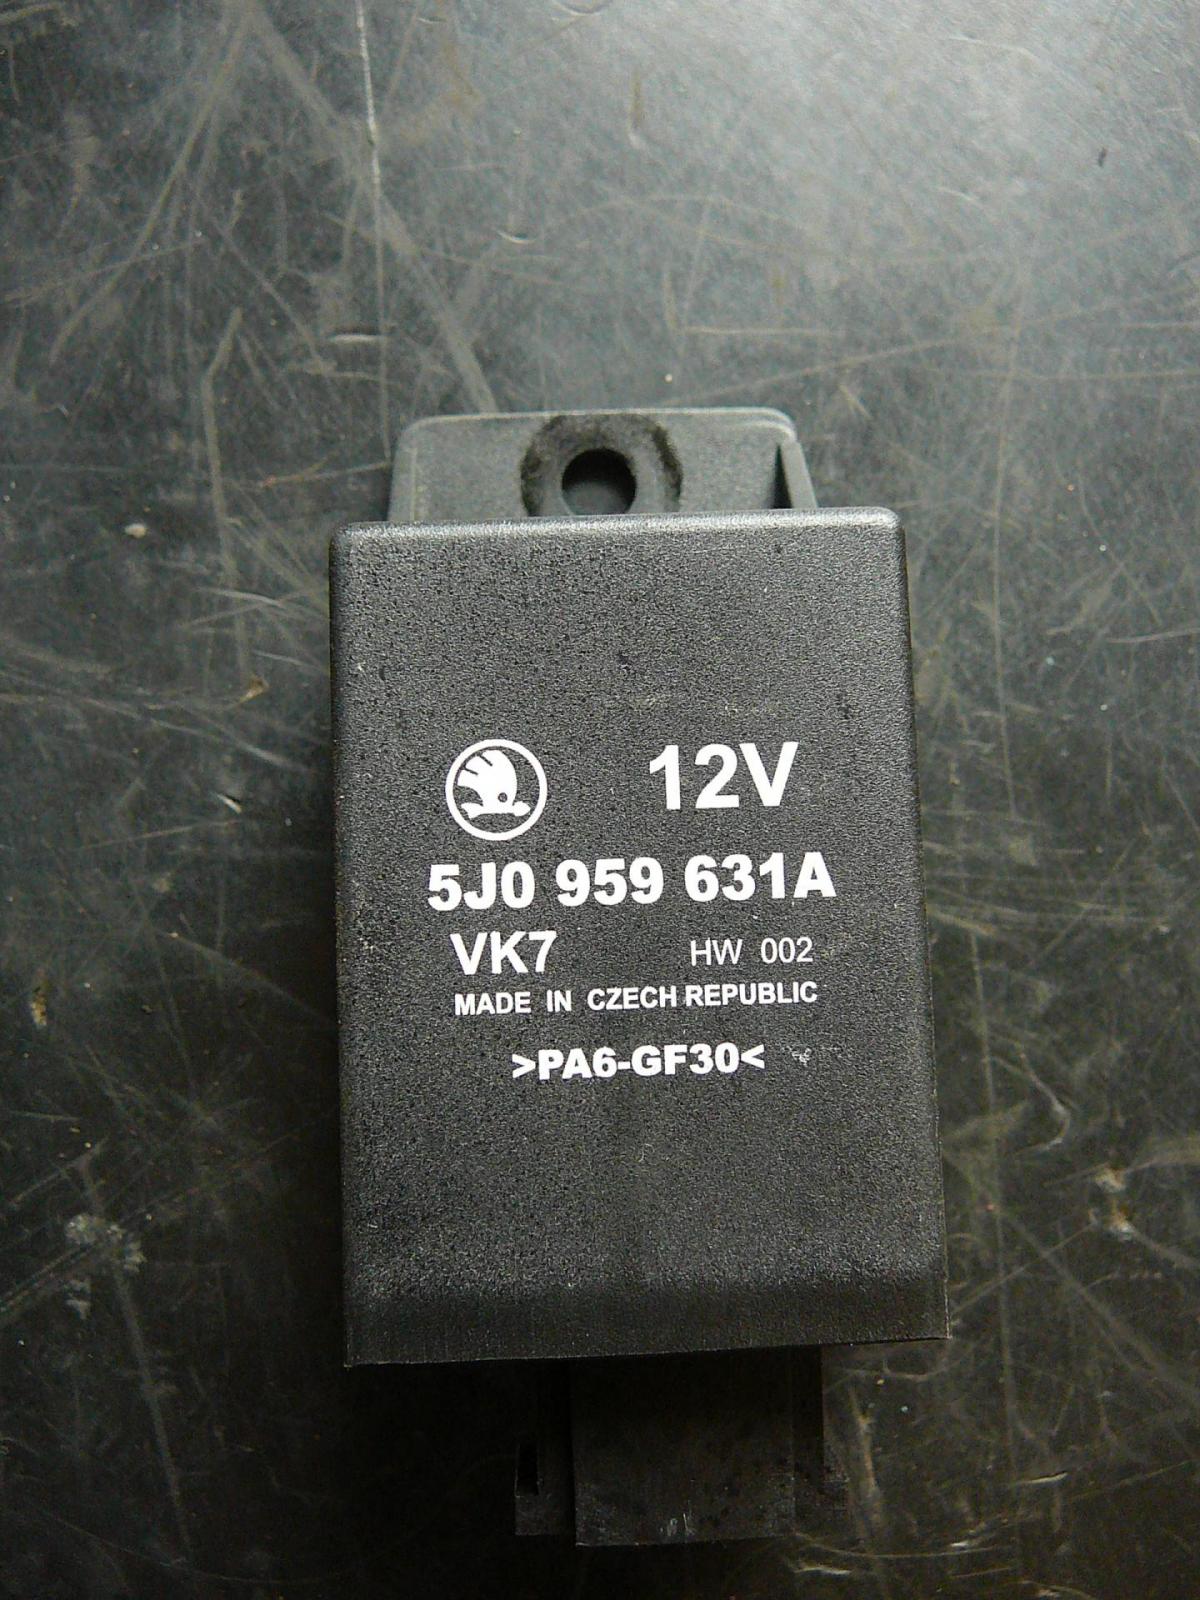 12V
5J0 959 631A
VK7 HW 002
MADE IN CZECH REPUBLIC
>PA6-GF30<